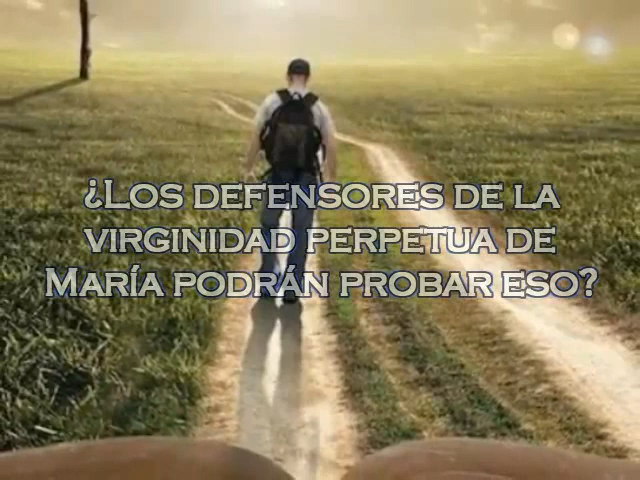 ¿Los defensores de la
virginidad perpetua de
María podrán probar eso?